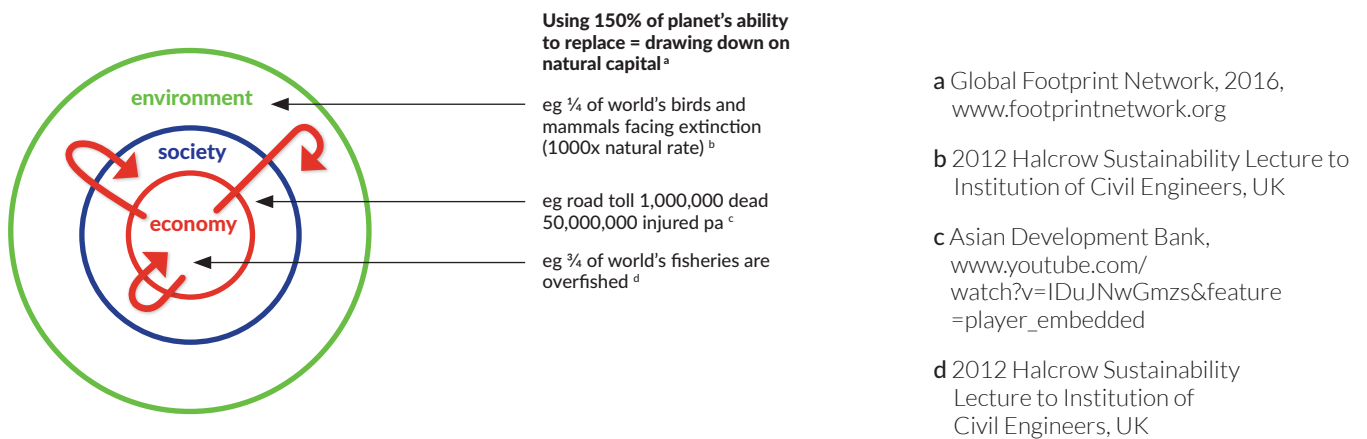 environment
society
economy
Using 150% of planet's ability
to replace = drawing down on
natural capital ᵃ
eg ¼ of world's birds and
mammals facing extinction
(1000x natural rate) ᵇ
eg road toll 1,000,000 dead
50,000,000 injured pa ᶜ
eg ¾ of world's fisheries are
overfished ᵈ
a Global Footprint Network, 2016,
www.footprintnetwork.org
b 2012 Halcrow Sustainability Lecture to
Institution of Civil Engineers, UK
c Asian Development Bank,
www.youtube.com/
watch?v=IDuJNwGmzs&feature
=player_embedded
d 2012 Halcrow Sustainability
Lecture to Institution of
Civil Engineers, UK